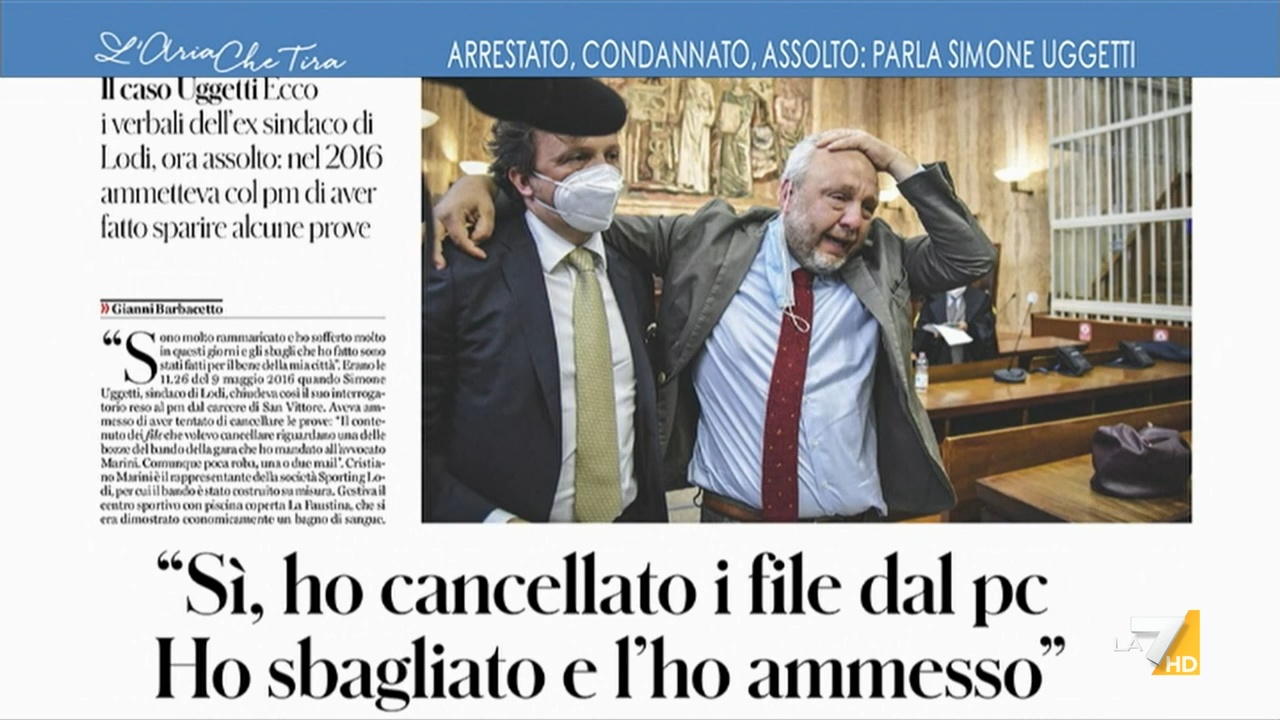 L'Aria Che Tira
ARRESTATO, CONDANNATO, ASSOLTO: PARLA SIMONE UGGETTI
Il caso Uggetti Ecco
i verbali dell'ex sindaco di
Lodi, ora assolto: nel 2016
ammetteva col pm di aver
fatto sparire alcune prove
» Gianni Barbacetto
“Sono molto rammaricato e ho sofferto molto
in questi giorni e gli sbagli che ho fatto sono
stati fatti per il bene della mia città”. Erano le
11.26 del 9 maggio 2016 quando Simone
Uggetti, sindaco di Lodi, chiudeva così il suo interroga-
torio reso al pm dal carcere di San Vittore. Aveva am-
messo di aver tentato di cancellare le prove: “Il conte-
nuto dei file che volevo cancellare riguardano una delle
bozze del bando della gara che ho mandato all'avvocato
Marini. Comunque poca roba, una o due mail”. Cristia-
no Marini è il rappresentante della società Sporting Lo-
di, per cui il bando è stato costruito su misura. Gestiva il
centro sportivo con piscina coperta La Faustina, che si
era dimostrato economicamente un bagno di sangue.
“Sì, ho cancellato i file dal pc
Ho sbagliato e l'ho ammesso”
LA 7 HD